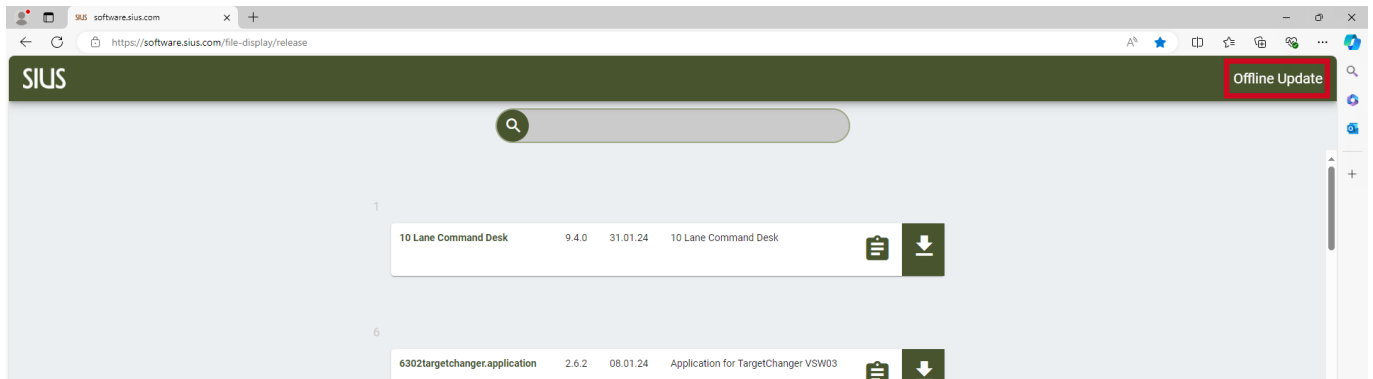 SIUS software.sius.com
https://software.sius.com/file-display/release
SIUS
Offline Update
1
10 Lane Command Desk 9.4.0 31.01.24 10 Lane Command Desk
6
6302targetchanger.application 2.6.2 08.01.24 Application for TargetChanger VSW03